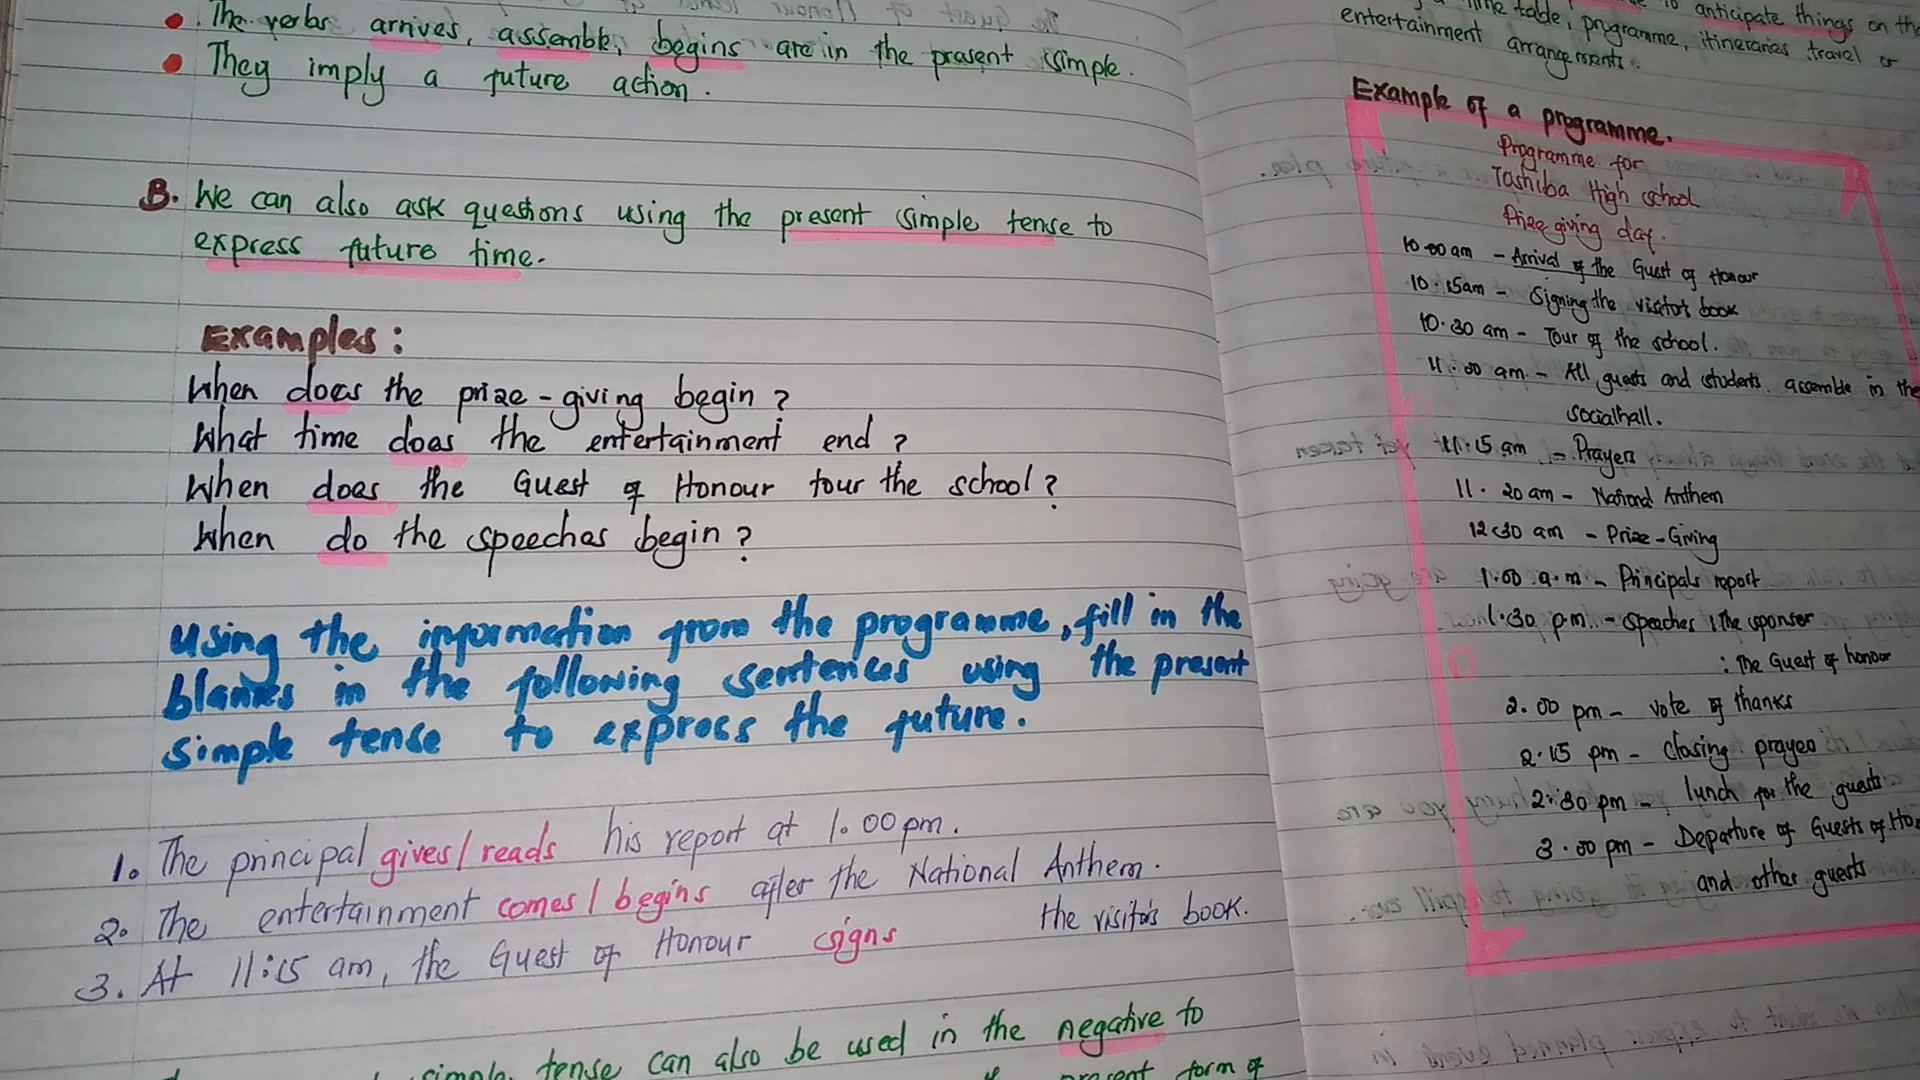 The verbs arrives, assemble, begins are in the present simple.
They imply a future action.
B. We can also ask questions using the present simple tense to
express future time.
Examples:
When does the prize-giving begin?
What time does the entertainment end?
When does the Guest of Honour tour the school?
When do the speeches begin?
Using the information from the programme, fill in the
blanks in the following sentences using the present
simple tense to express the future.
1. The principal gives/reads his report at 1.00pm.
2. The entertainment comes/begins after the National Anthem.
3. At 11:15 am, the Guest of Honour signs the visitor's book.
simple tense can also be used in the negative to
present form of
time table, programme, itineraries travel or
to anticipate things on the
entertainment arrangements.
Example of a programme.
Programme for
Tashiba High school
Prize giving day.
10.00am - Arrival of the Guest of Honour
10.15am - Signing the visitor's book
10.30 am - Tour of the school.
11.00 am - All guests and students assemble in the
socialhall.
11:15 am - Prayers
11.20am - National Anthem
12:30 am - Prize-Giving
1.00 a.m - Principals report
1.30 pm - speeches : the sponser
: The Guest of honour
2.00 pm - vote of thanks
2.15 pm - closing prayer
2:30 pm - lunch for the guests.
3.00 pm - Departure of Guests of Ho
and other guests